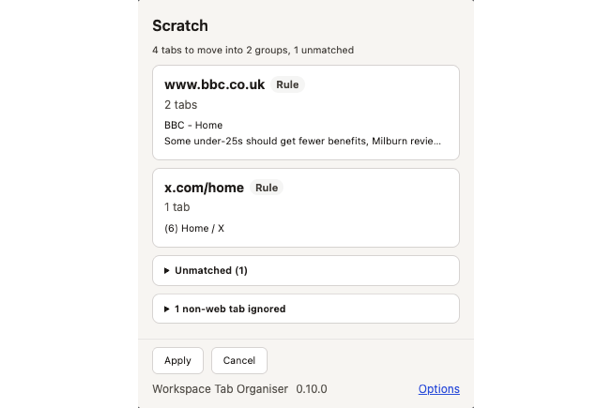 Scratch
4 tabs to move into 2 groups, 1 unmatched
www.bbc.co.uk Rule
2 tabs
BBC - Home
Some under-25s should get fewer benefits, Milburn revie...
x.com/home Rule
1 tab
(6) Home / X
▶ Unmatched (1)
▶ 1 non-web tab ignored
Apply Cancel
Workspace Tab Organiser 0.10.0 Options